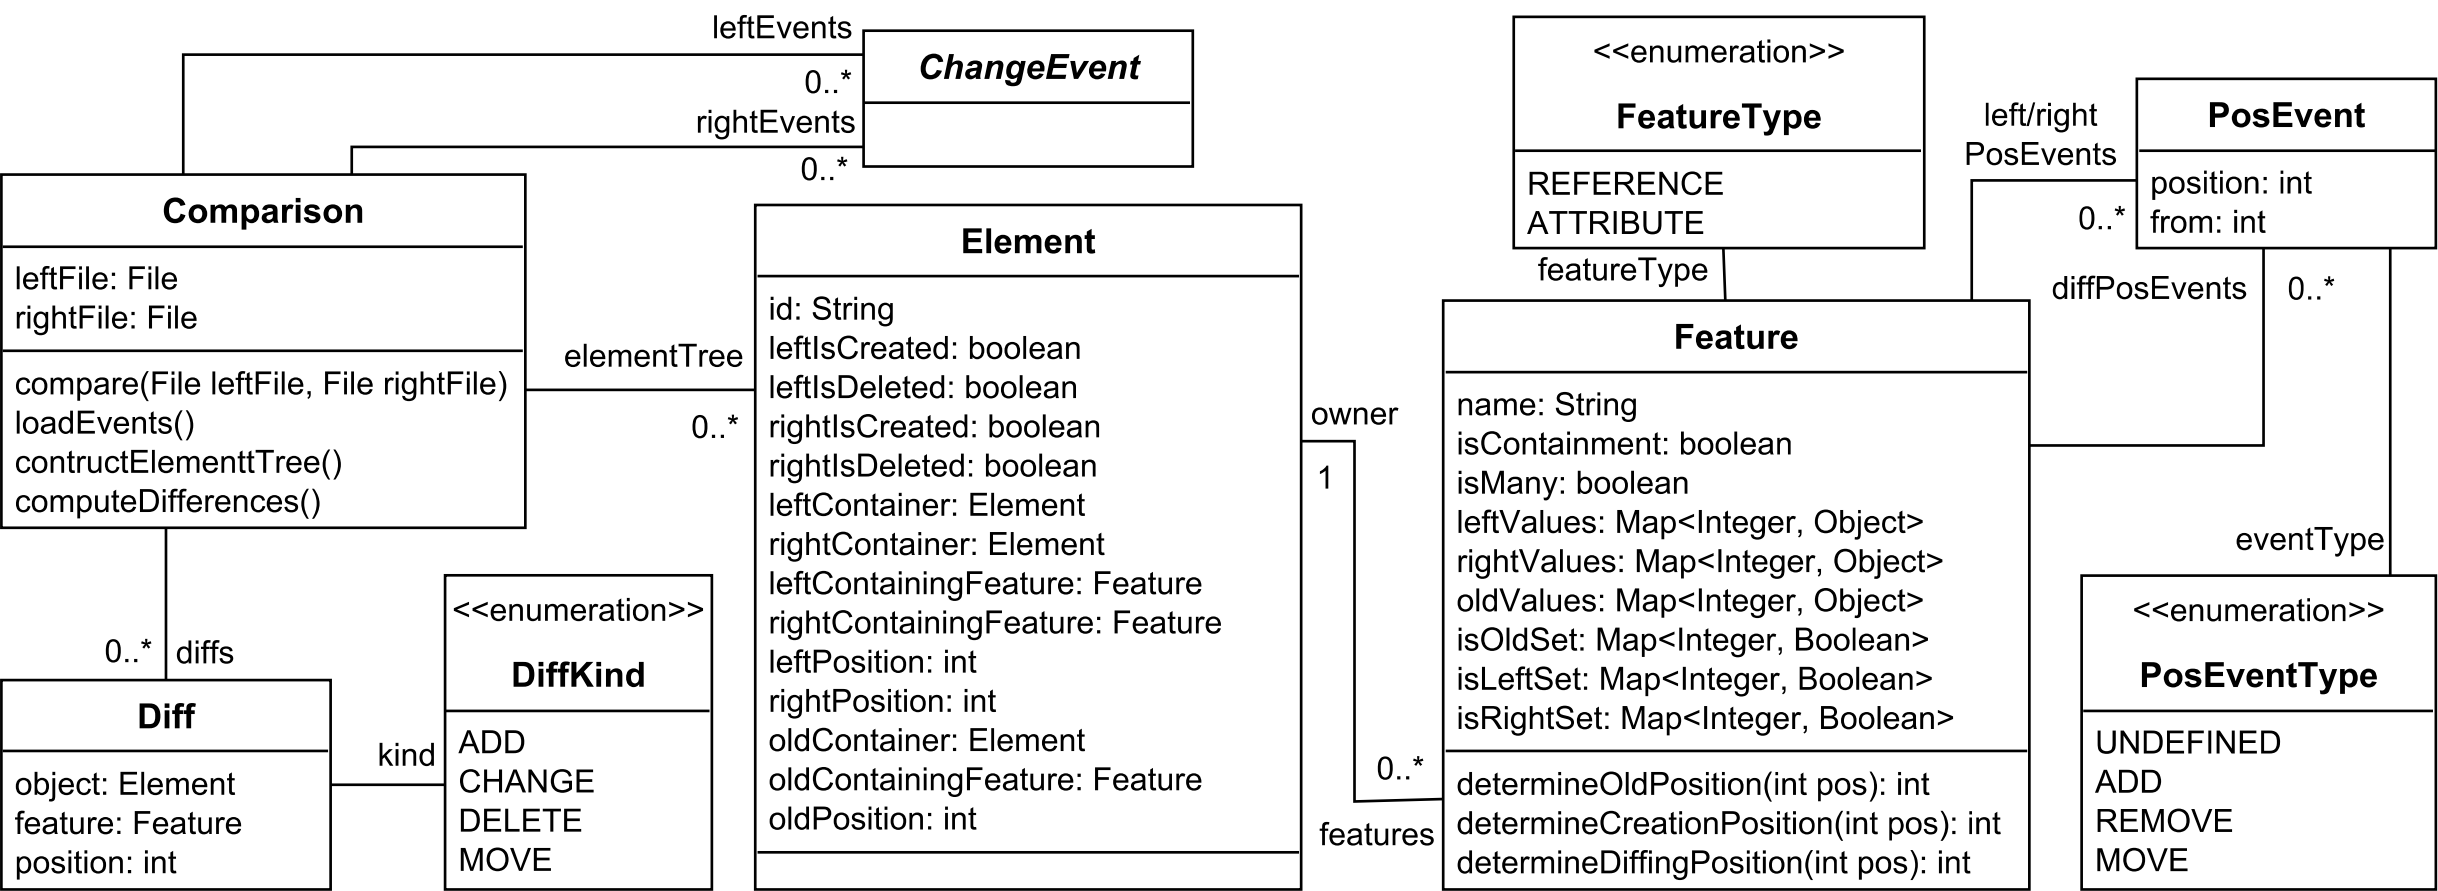 leftEvents
0..*
rightEvents
0..*
ChangeEvent
Comparison
leftFile: File
rightFile: File
compare(File leftFile, File rightFile)
loadEvents()
contructElementtTree()
computeDifferences()
elementTree
0..*
0..*
diffs
Diff
object: Element
feature: Feature
position: int
kind
<<enumeration>>
DiffKind
ADD
CHANGE
DELETE
MOVE
Element
id: String
leftIsCreated: boolean
leftIsDeleted: boolean
rightIsCreated: boolean
rightIsDeleted: boolean
leftContainer: Element
rightContainer: Element
leftContainingFeature: Feature
rightContainingFeature: Feature
leftPosition: int
rightPosition: int
oldContainer: Element
oldContainingFeature: Feature
oldPosition: int
owner
1
0..*
features
<<enumeration>>
FeatureType
REFERENCE
ATTRIBUTE
featureType
Feature
name: String
isContainment: boolean
isMany: boolean
leftValues: Map<Integer, Object>
rightValues: Map<Integer, Object>
oldValues: Map<Integer, Object>
isOldSet: Map<Integer, Boolean>
isLeftSet: Map<Integer, Boolean>
isRightSet: Map<Integer, Boolean>
determineOldPosition(int pos): int
determineCreationPosition(int pos): int
determineDiffingPosition(int pos): int
left/right
PosEvents
0..*
PosEvent
position: int
from: int
diffPosEvents
0..*
eventType
<<enumeration>>
PosEventType
UNDEFINED
ADD
REMOVE
MOVE